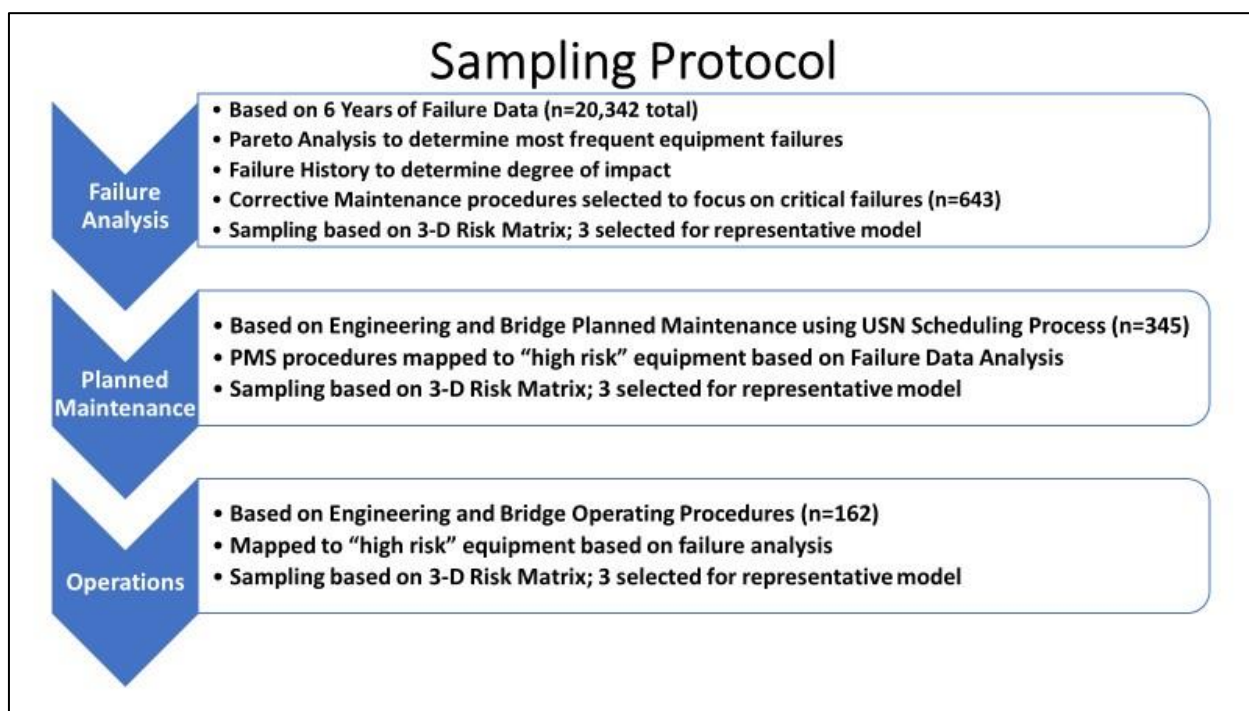 Sampling Protocol
Failure
Analysis
• Based on 6 Years of Failure Data (n=20,342 total)
• Pareto Analysis to determine most frequent equipment failures
• Failure History to determine degree of impact
• Corrective Maintenance procedures selected to focus on critical failures (n=643)
• Sampling based on 3-D Risk Matrix; 3 selected for representative model
Planned
Maintenance
• Based on Engineering and Bridge Planned Maintenance using USN Scheduling Process (n=345)
• PMS procedures mapped to “high risk” equipment based on Failure Data Analysis
• Sampling based on 3-D Risk Matrix; 3 selected for representative model
Operations
• Based on Engineering and Bridge Operating Procedures (n=162)
• Mapped to “high risk” equipment based on failure analysis
• Sampling based on 3-D Risk Matrix; 3 selected for representative model